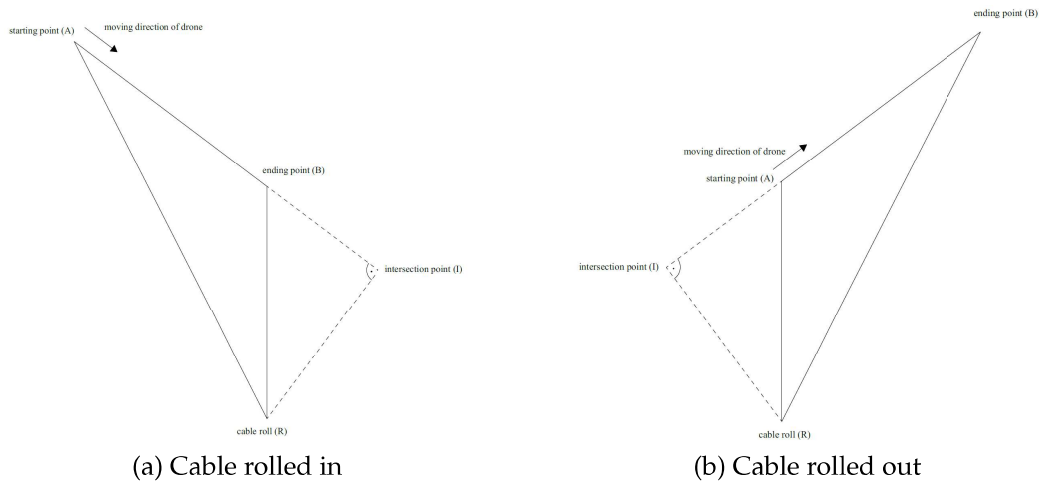 starting point (A)
moving direction of drone
ending point (B)
intersection point (I)
cable roll (R)
(a) Cable rolled in
ending point (B)
moving direction of drone
starting point (A)
intersection point (I)
cable roll (R)
(b) Cable rolled out